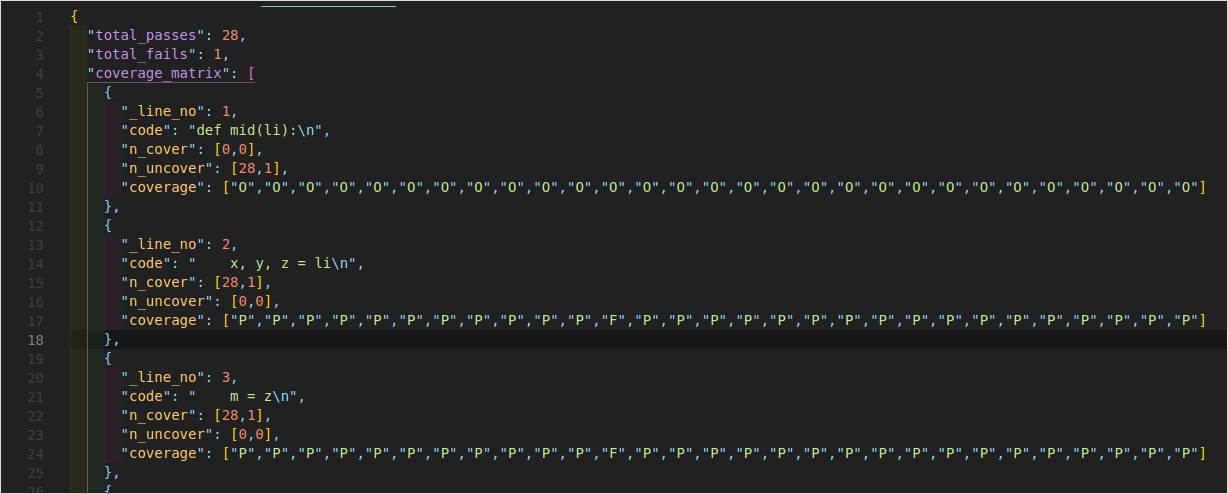 1 {
2 "total_passes": 28,
3 "total_fails": 1,
4 "coverage_matrix": [
5 {
6 "_line_no": 1,
7 "code": "def mid(li):\n",
8 "n_cover": [0,0],
9 "n_uncover": [28,1],
10 "coverage": ["O","O","O","O","O","O","O","O","O","O","O","O","O","O","O","O","O","O","O","O","O","O","O","O","O","O","O","O","O"]
11 },
12 {
13 "_line_no": 2,
14 "code": "    x, y, z = li\n",
15 "n_cover": [28,1],
16 "n_uncover": [0,0],
17 "coverage": ["P","P","P","P","P","P","P","P","P","P","P","F","P","P","P","P","P","P","P","P","P","P","P","P","P","P","P","P","P"]
18 },
19 {
20 "_line_no": 3,
21 "code": "    m = z\n",
22 "n_cover": [28,1],
23 "n_uncover": [0,0],
24 "coverage": ["P","P","P","P","P","P","P","P","P","P","P","F","P","P","P","P","P","P","P","P","P","P","P","P","P","P","P","P","P"]
25 },
26 {